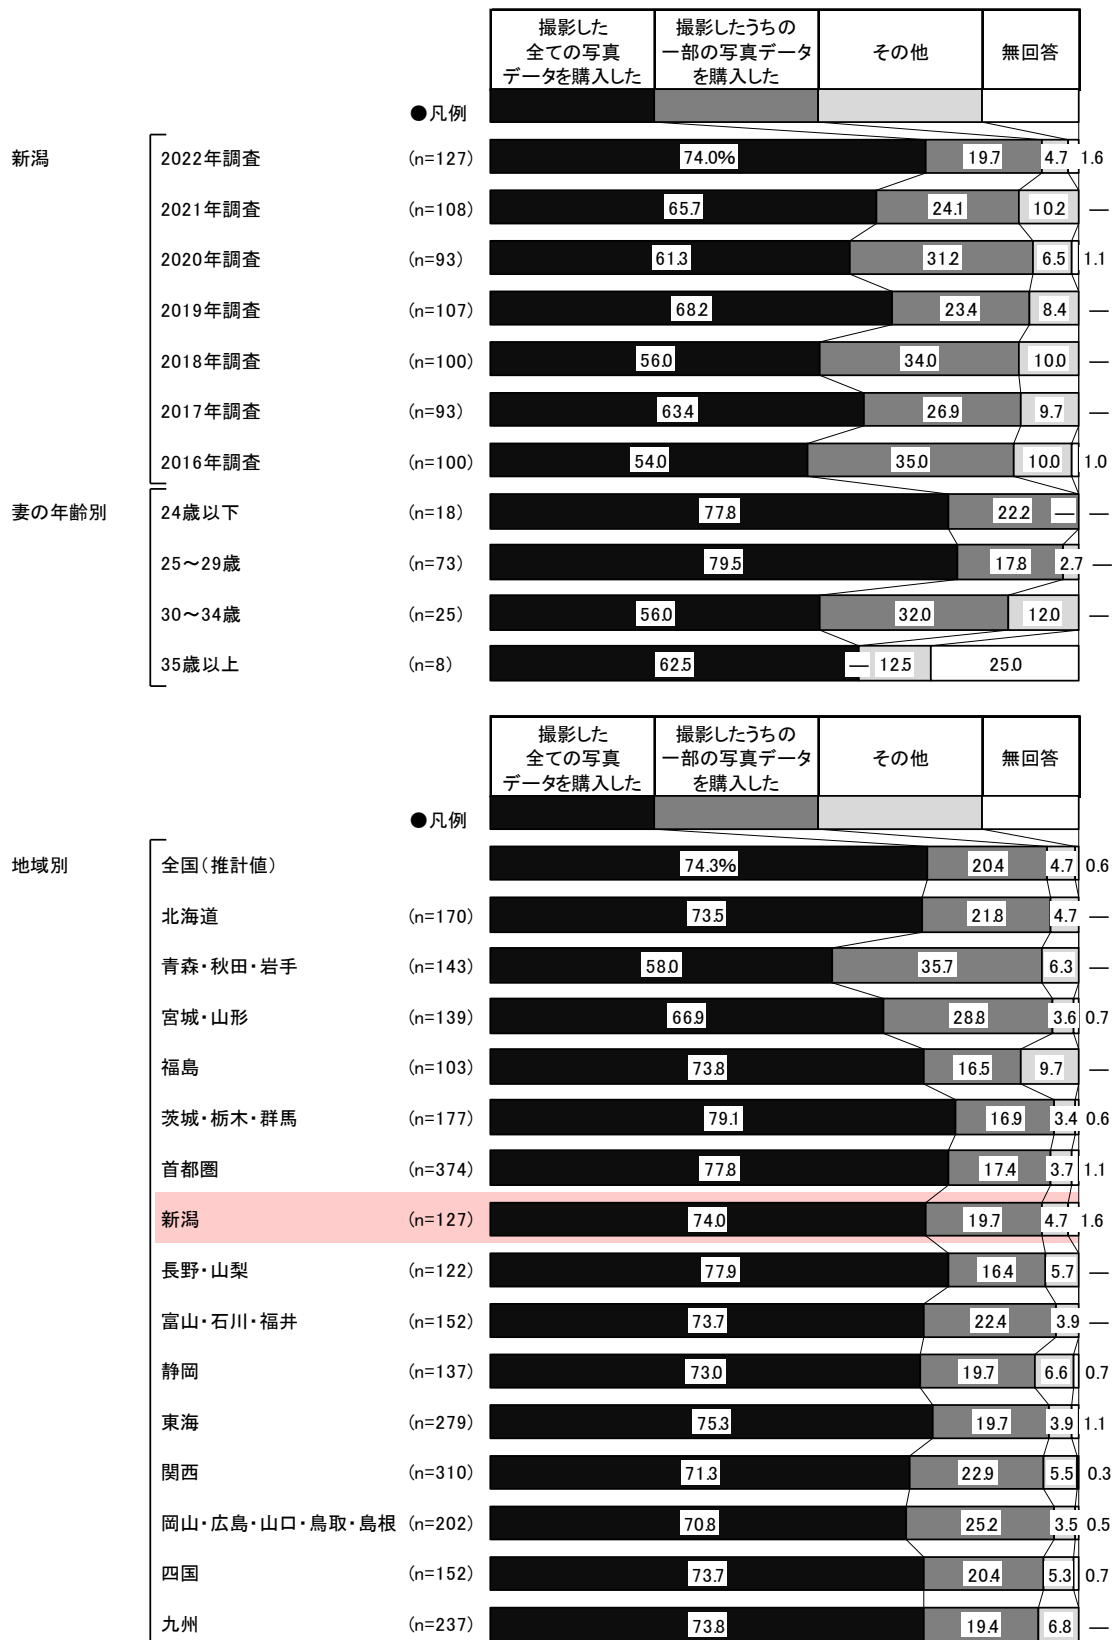 撮影した
全ての写真
データを購入した
撮影したうちの
一部の写真データ
を購入した
その他
無回答
●凡例
新潟
2022年調査 (n=127) 74.0% 19.7 4.7 1.6
2021年調査 (n=108) 65.7 24.1 10.2 —
2020年調査 (n=93) 61.3 31.2 6.5 1.1
2019年調査 (n=107) 68.2 23.4 8.4 —
2018年調査 (n=100) 56.0 34.0 10.0 —
2017年調査 (n=93) 63.4 26.9 9.7 —
2016年調査 (n=100) 54.0 35.0 10.0 1.0
妻の年齢別
24歳以下 (n=18) 77.8 22.2 — —
25～29歳 (n=73) 79.5 17.8 2.7 —
30～34歳 (n=25) 56.0 32.0 12.0 —
35歳以上 (n=8) 62.5 — 12.5 25.0
撮影した
全ての写真
データを購入した
撮影したうちの
一部の写真データ
を購入した
その他
無回答
●凡例
地域別
全国(推計値) 74.3% 20.4 4.7 0.6
北海道 (n=170) 73.5 21.8 4.7 —
青森・秋田・岩手 (n=143) 58.0 35.7 6.3 —
宮城・山形 (n=139) 66.9 28.8 3.6 0.7
福島 (n=103) 73.8 16.5 9.7 —
茨城・栃木・群馬 (n=177) 79.1 16.9 3.4 0.6
首都圏 (n=374) 77.8 17.4 3.7 1.1
新潟 (n=127) 74.0 19.7 4.7 1.6
長野・山梨 (n=122) 77.9 16.4 5.7 —
富山・石川・福井 (n=152) 73.7 22.4 3.9 —
静岡 (n=137) 73.0 19.7 6.6 0.7
東海 (n=279) 75.3 19.7 3.9 1.1
関西 (n=310) 71.3 22.9 5.5 0.3
岡山・広島・山口・鳥取・島根 (n=202) 70.8 25.2 3.5 0.5
四国 (n=152) 73.7 20.4 5.3 0.7
九州 (n=237) 73.8 19.4 6.8 —